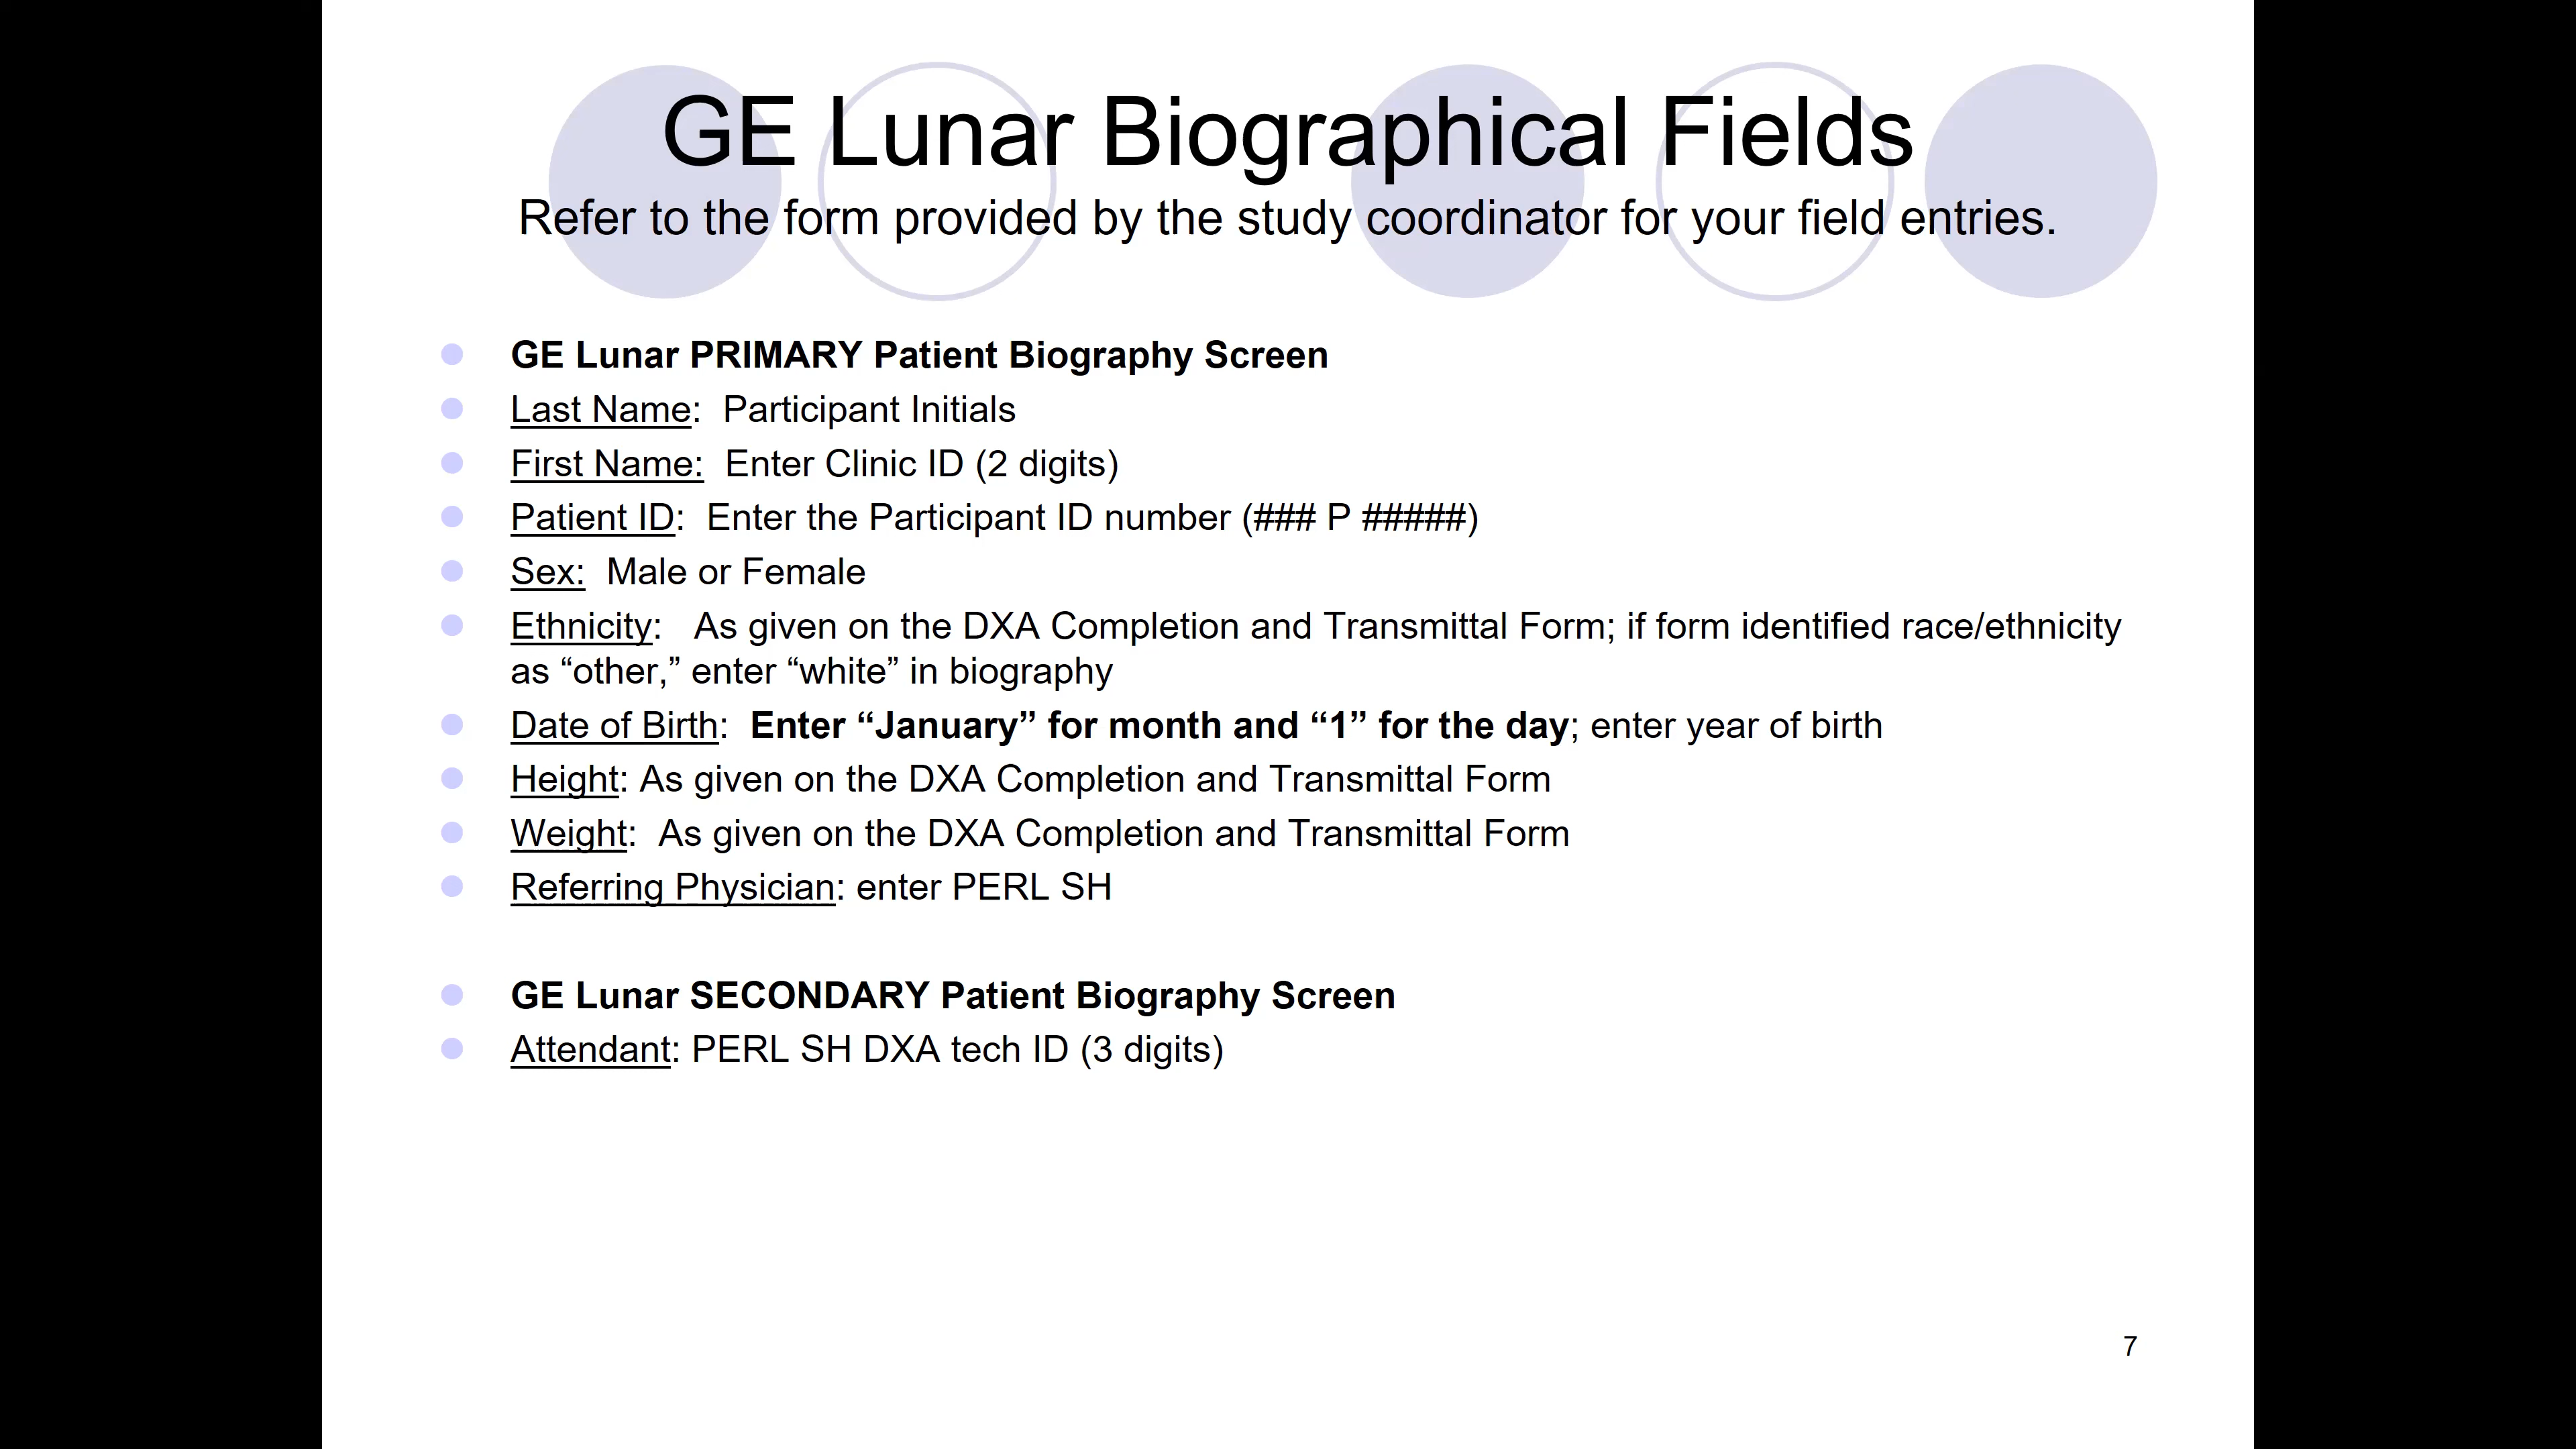 GE Lunar Biographical Fields
Refer to the form provided by the study coordinator for your field entries.
GE Lunar PRIMARY Patient Biography Screen
Last Name:  Participant Initials
First Name:  Enter Clinic ID (2 digits)
Patient ID:  Enter the Participant ID number (### P #####)
Sex:  Male or Female
Ethnicity:   As given on the DXA Completion and Transmittal Form; if form identified race/ethnicity
as “other,” enter “white” in biography
Date of Birth:  Enter “January” for month and “1” for the day; enter year of birth
Height: As given on the DXA Completion and Transmittal Form
Weight:  As given on the DXA Completion and Transmittal Form
Referring Physician: enter PERL SH
GE Lunar SECONDARY Patient Biography Screen
Attendant: PERL SH DXA tech ID (3 digits)
7